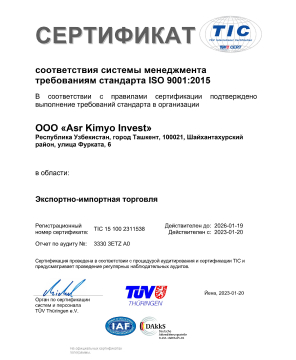 СЕРТИФИКАТ
TIC
TÜV CERT
соответствия системы менеджмента
требованиям стандарта ISO 9001:2015
В соответствии с правилами сертификации подтверждено
выполнение требований стандарта в организации
ООО «Asr Kimyo Invest»
Республика Узбекистан, город Ташкент, 100021, Шайхантахурский
район, улица Фурката, 6
в области:
Экспортно-импортная торговля
Регистрационный
номер сертификата: TIC 15 100 2311538
Действителен до: 2026-01-19
Действителен с: 2023-01-20
Отчет по аудиту №: 3330 3ETZ A0
Сертификация проведена в соответствии с процедурой аудитирования и сертификации TIC и
предусматривает проведение регулярных наблюдательных аудитов.
Йена, 2023-01-20
Орган по сертификации
систем и персонала
TÜV Thüringen e.V.
TÜV
THÜRINGEN
IAF
DAkkS
Deutsche
Akkreditierungsstelle